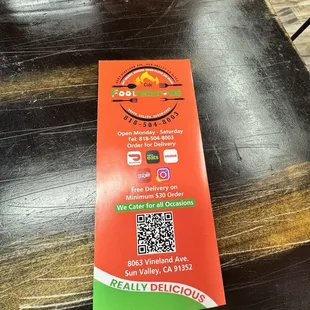 818-504-8063
Open Monday - Saturday
Tel: 818-504-8063
Order for Delivery
Free Delivery on
Minimum $30 Order
We Cater for all Occasions
8063 Vineland Ave.
Sun Valley, CA 91352
REALLY DELICIOUS